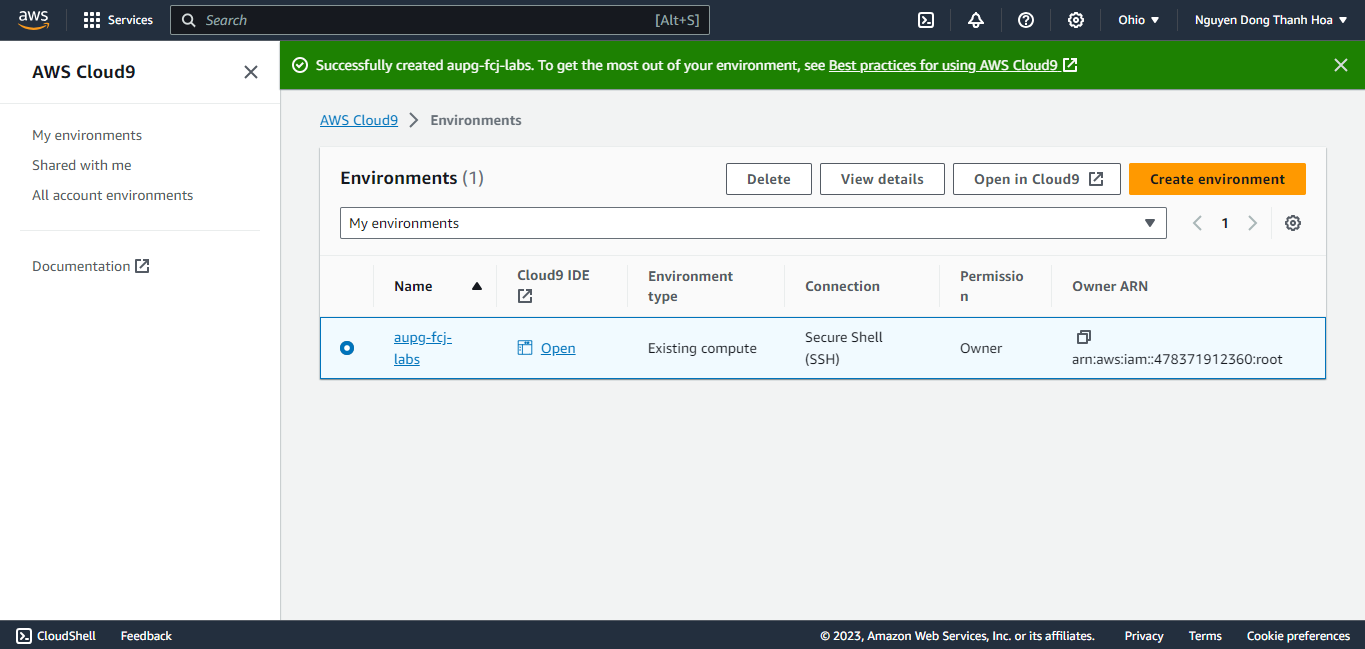 aws Services Search [Alt+S] Ohio Nguyen Dong Thanh Hoa
AWS Cloud9
Successfully created aupg-fcj-labs. To get the most out of your environment, see Best practices for using AWS Cloud9
My environments
Shared with me
All account environments
Documentation
AWS Cloud9 Environments
Environments (1) Delete View details Open in Cloud9 Create environment
My environments 1
Name Cloud9 IDE Environment type Connection Permissio
n Owner ARN
aupg-fcj-
labs Open Existing compute Secure Shell
(SSH) Owner arn:aws:iam::478371912360:root
CloudShell Feedback © 2023, Amazon Web Services, Inc. or its affiliates. Privacy Terms Cookie preferences